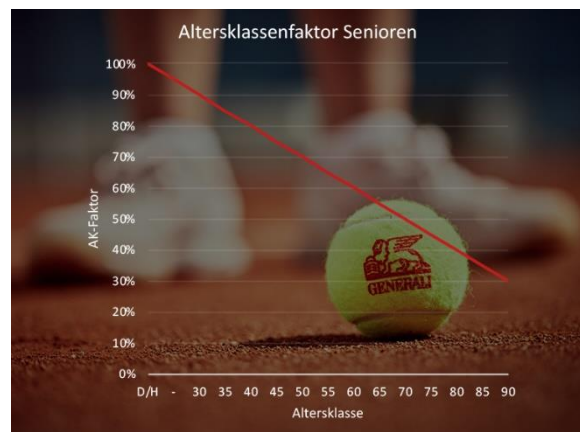 Altersklassenfaktor Senioren
100%
90%
80%
70%
60%
50%
40%
30%
20%
10%
0%
AK-Faktor
GENERALI
D/H - 30 35 40 45 50 55 60 65 70 75 80 85 90
Altersklasse